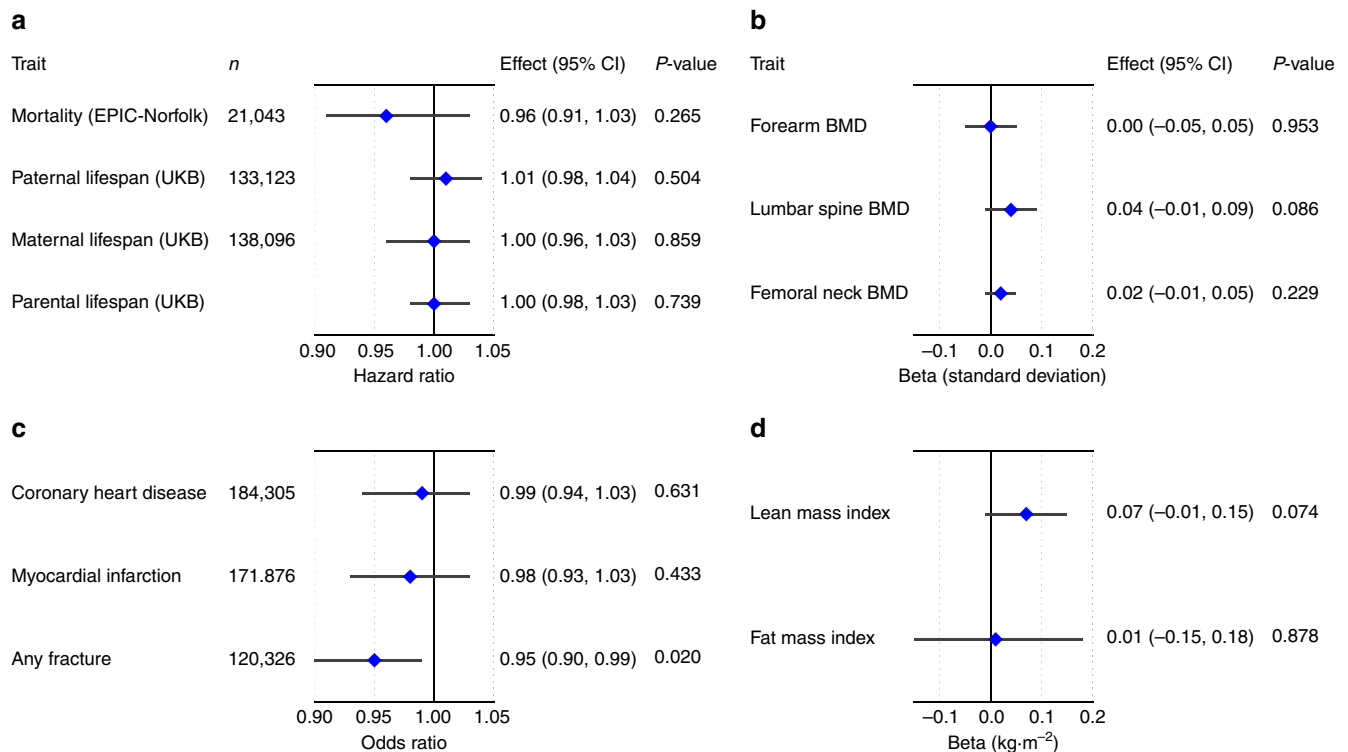 a
Trait n Effect (95% CI) P-value
Mortality (EPIC-Norfolk) 21,043 0.96 (0.91, 1.03) 0.265
Paternal lifespan (UKB) 133,123 1.01 (0.98, 1.04) 0.504
Maternal lifespan (UKB) 138,096 1.00 (0.96, 1.03) 0.859
Parental lifespan (UKB) 1.00 (0.98, 1.03) 0.739
0.90 0.95 1.00 1.05
Hazard ratio
b
Trait Effect (95% CI) P-value
Forearm BMD 0.00 (–0.05, 0.05) 0.953
Lumbar spine BMD 0.04 (–0.01, 0.09) 0.086
Femoral neck BMD 0.02 (–0.01, 0.05) 0.229
–0.1 0.0 0.1 0.2
Beta (standard deviation)
c
Coronary heart disease 184,305 0.99 (0.94, 1.03) 0.631
Myocardial infarction 171.876 0.98 (0.93, 1.03) 0.433
Any fracture 120,326 0.95 (0.90, 0.99) 0.020
0.90 0.95 1.00 1.05
Odds ratio
d
Lean mass index 0.07 (–0.01, 0.15) 0.074
Fat mass index 0.01 (–0.15, 0.18) 0.878
–0.1 0.0 0.1 0.2
Beta (kg·m⁻²)